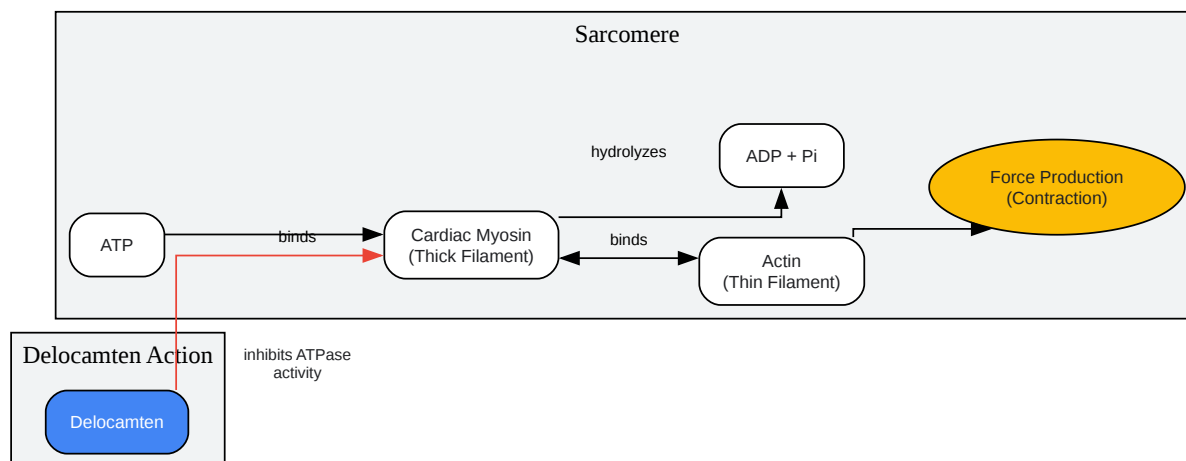 Sarcomere
hydrolyzes
ADP + Pi
Force Production
(Contraction)
ATP
binds
Cardiac Myosin
(Thick Filament)
binds
Actin
(Thin Filament)
Delocamten Action
inhibits ATPase
activity
Delocamten